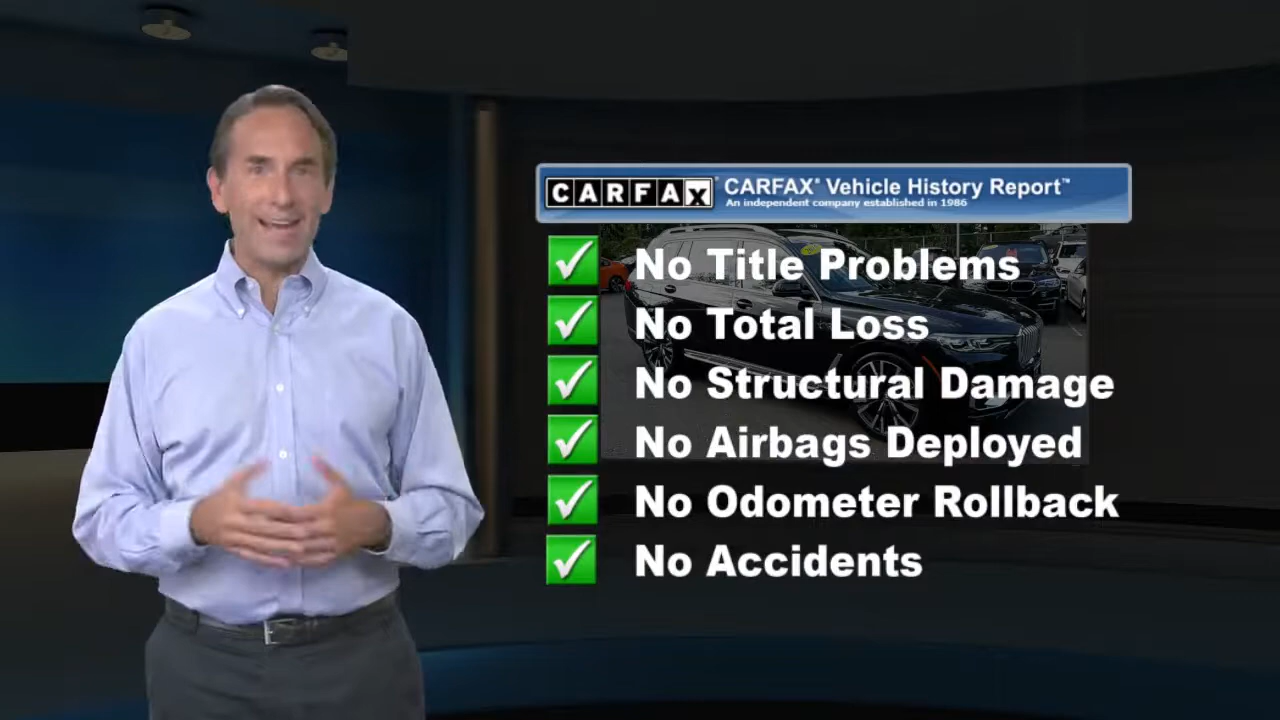 CARFAX® CARFAX® Vehicle History Report™
An independent company established in 1986
No Title Problems
No Total Loss
No Structural Damage
No Airbags Deployed
No Odometer Rollback
No Accidents